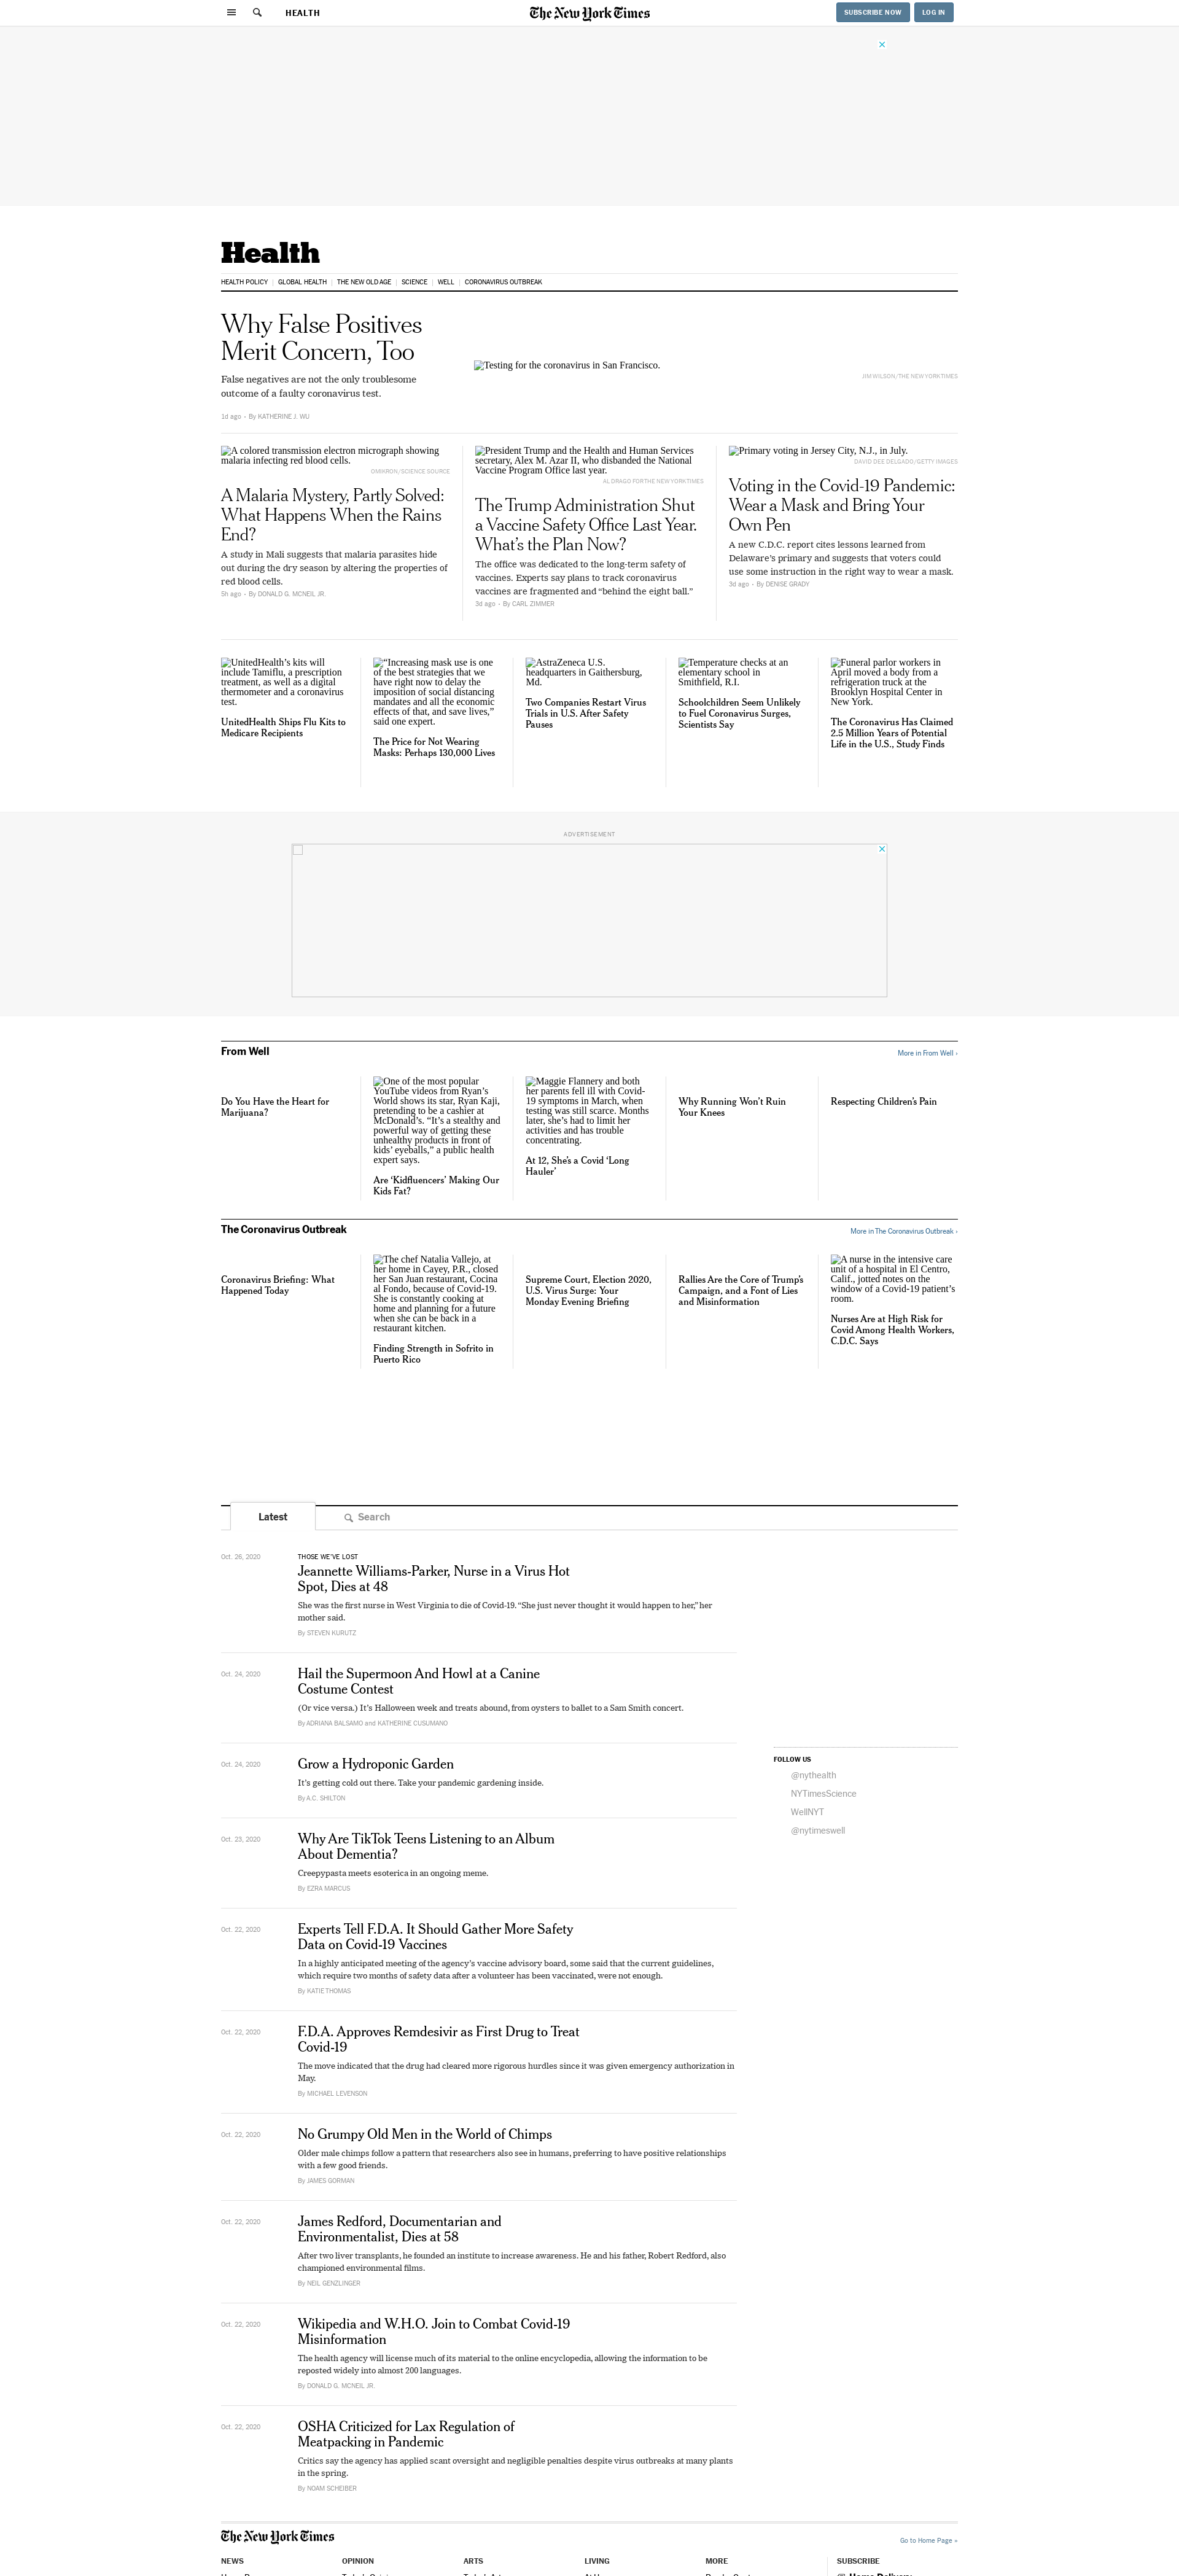 HEALTH
The New York Times
SUBSCRIBE NOW
LOG IN
Health
HEALTH POLICY
GLOBAL HEALTH
THE NEW OLD AGE
SCIENCE
WELL
CORONAVIRUS OUTBREAK
Why False Positives
Merit Concern, Too
False negatives are not the only troublesome
outcome of a faulty coronavirus test.
1d ago • By KATHERINE J. WU
Testing for the coronavirus in San Francisco.
JIM WILSON/THE NEW YORK TIMES
A colored transmission electron micrograph showing
malaria infecting red blood cells.
OMIKRON/SCIENCE SOURCE
A Malaria Mystery, Partly Solved:
What Happens When the Rains
End?
A study in Mali suggests that malaria parasites hide
out during the dry season by altering the properties of
red blood cells.
5h ago • By DONALD G. MCNEIL JR.
President Trump and the Health and Human Services
secretary, Alex M. Azar II, who disbanded the National
Vaccine Program Office last year.
AL DRAGO FOR THE NEW YORK TIMES
The Trump Administration Shut
a Vaccine Safety Office Last Year.
What’s the Plan Now?
The office was dedicated to the long-term safety of
vaccines. Experts say plans to track coronavirus
vaccines are fragmented and “behind the eight ball.”
3d ago • By CARL ZIMMER
Primary voting in Jersey City, N.J., in July.
DAVID DEE DELGADO/GETTY IMAGES
Voting in the Covid-19 Pandemic:
Wear a Mask and Bring Your
Own Pen
A new C.D.C. report cites lessons learned from
Delaware’s primary and suggests that voters could
use some instruction in the right way to wear a mask.
3d ago • By DENISE GRADY
UnitedHealth’s kits will
include Tamiflu, a prescription
treatment, as well as a digital
thermometer and a coronavirus
test.
UnitedHealth Ships Flu Kits to
Medicare Recipients
“Increasing mask use is one
of the best strategies that we
have right now to delay the
imposition of social distancing
mandates and all the economic
effects of that, and save lives,”
said one expert.
The Price for Not Wearing
Masks: Perhaps 130,000 Lives
AstraZeneca U.S.
headquarters in Gaithersburg,
Md.
Two Companies Restart Virus
Trials in U.S. After Safety
Pauses
Temperature checks at an
elementary school in
Smithfield, R.I.
Schoolchildren Seem Unlikely
to Fuel Coronavirus Surges,
Scientists Say
Funeral parlor workers in
April moved a body from a
refrigeration truck at the
Brooklyn Hospital Center in
New York.
The Coronavirus Has Claimed
2.5 Million Years of Potential
Life in the U.S., Study Finds
ADVERTISEMENT
From Well
More in From Well ›
Do You Have the Heart for
Marijuana?
One of the most popular
YouTube videos from Ryan’s
World shows its star, Ryan Kaji,
pretending to be a cashier at
McDonald’s. “It’s a stealthy and
powerful way of getting these
unhealthy products in front of
kids’ eyeballs,” a public health
expert says.
Are ‘Kidfluencers’ Making Our
Kids Fat?
Maggie Flannery and both
her parents fell ill with Covid-
19 symptoms in March, when
testing was still scarce. Months
later, she’s had to limit her
activities and has trouble
concentrating.
At 12, She’s a Covid ‘Long
Hauler’
Why Running Won’t Ruin
Your Knees
Respecting Children’s Pain
The Coronavirus Outbreak
More in The Coronavirus Outbreak ›
Coronavirus Briefing: What
Happened Today
The chef Natalia Vallejo, at
her home in Cayey, P.R., closed
her San Juan restaurant, Cocina
al Fondo, because of Covid-19.
She is constantly cooking at
home and planning for a future
when she can be back in a
restaurant kitchen.
Finding Strength in Sofrito in
Puerto Rico
Supreme Court, Election 2020,
U.S. Virus Surge: Your
Monday Evening Briefing
Rallies Are the Core of Trump’s
Campaign, and a Font of Lies
and Misinformation
A nurse in the intensive care
unit of a hospital in El Centro,
Calif., jotted notes on the
window of a Covid-19 patient’s
room.
Nurses Are at High Risk for
Covid Among Health Workers,
C.D.C. Says
Latest
Search
Oct. 26, 2020
THOSE WE’VE LOST
Jeannette Williams-Parker, Nurse in a Virus Hot
Spot, Dies at 48
She was the first nurse in West Virginia to die of Covid-19. “She just never thought it would happen to her,” her
mother said.
By STEVEN KURUTZ
Oct. 24, 2020
Hail the Supermoon And Howl at a Canine
Costume Contest
(Or vice versa.) It’s Halloween week and treats abound, from oysters to ballet to a Sam Smith concert.
By ADRIANA BALSAMO and KATHERINE CUSUMANO
Oct. 24, 2020
Grow a Hydroponic Garden
It’s getting cold out there. Take your pandemic gardening inside.
By A.C. SHILTON
FOLLOW US
@nythealth
NYTimesScience
WellNYT
@nytimeswell
Oct. 23, 2020
Why Are TikTok Teens Listening to an Album
About Dementia?
Creepypasta meets esoterica in an ongoing meme.
By EZRA MARCUS
Oct. 22, 2020
Experts Tell F.D.A. It Should Gather More Safety
Data on Covid-19 Vaccines
In a highly anticipated meeting of the agency’s vaccine advisory board, some said that the current guidelines,
which require two months of safety data after a volunteer has been vaccinated, were not enough.
By KATIE THOMAS
Oct. 22, 2020
F.D.A. Approves Remdesivir as First Drug to Treat
Covid-19
The move indicated that the drug had cleared more rigorous hurdles since it was given emergency authorization in
May.
By MICHAEL LEVENSON
Oct. 22, 2020
No Grumpy Old Men in the World of Chimps
Older male chimps follow a pattern that researchers also see in humans, preferring to have positive relationships
with a few good friends.
By JAMES GORMAN
Oct. 22, 2020
James Redford, Documentarian and
Environmentalist, Dies at 58
After two liver transplants, he founded an institute to increase awareness. He and his father, Robert Redford, also
championed environmental films.
By NEIL GENZLINGER
Oct. 22, 2020
Wikipedia and W.H.O. Join to Combat Covid-19
Misinformation
The health agency will license much of its material to the online encyclopedia, allowing the information to be
reposted widely into almost 200 languages.
By DONALD G. MCNEIL JR.
Oct. 22, 2020
OSHA Criticized for Lax Regulation of
Meatpacking in Pandemic
Critics say the agency has applied scant oversight and negligible penalties despite virus outbreaks at many plants
in the spring.
By NOAM SCHEIBER
The New York Times
Go to Home Page »
NEWS
OPINION
ARTS
LIVING
MORE
SUBSCRIBE